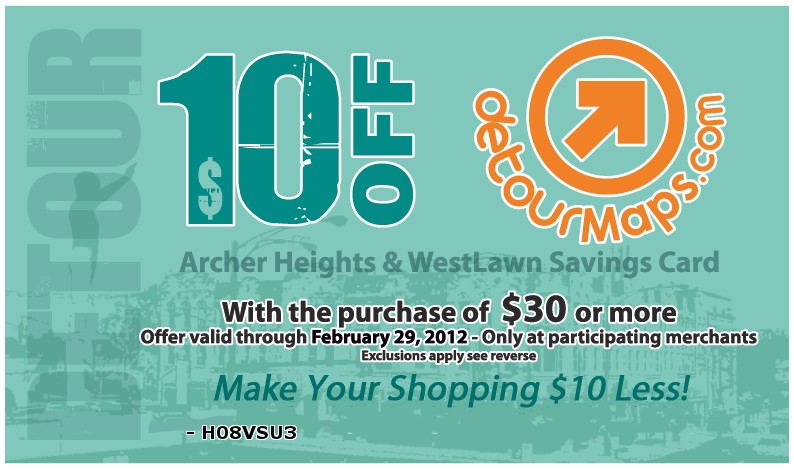 DETOUR
$10 OFF
detourMaps.com
Archer Heights & WestLawn Savings Card
With the purchase of $30 or more
Offer valid through February 29, 2012 - Only at participating merchants
Exclusions apply see reverse
Make Your Shopping $10 Less!
- H08VSU3